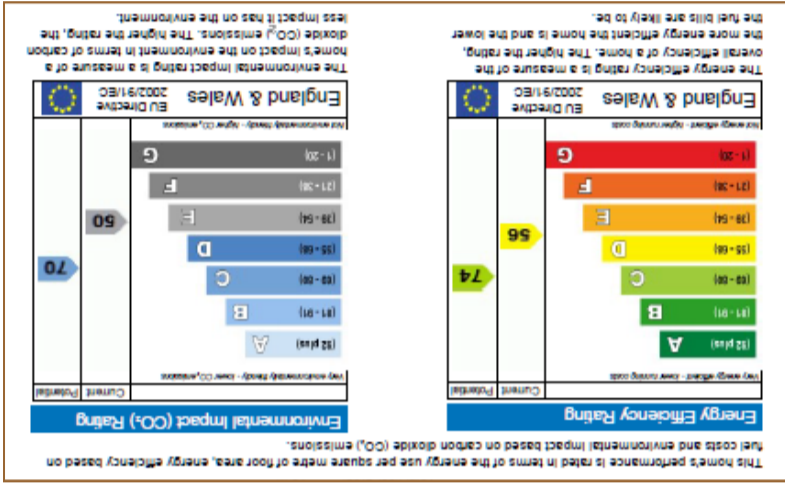 This home's performance is rated in terms of the energy use per square metre of floor area, energy efficiency based on
fuel costs and environmental impact based on carbon dioxide (CO₂) emissions.
Energy Efficiency Rating
Current Potential
Very energy efficient - lower running costs
(92 plus) A
(81 - 91) B
(69 - 80) C
74
(55 - 68) D
56
(39 - 54) E
(21 - 38) F
(1 - 20) G
Not energy efficient - higher running costs
England & Wales
EU Directive
2002/91/EC
The energy efficiency rating is a measure of the
overall efficiency of a home. The higher the rating,
the more energy efficient the home is and the lower
the fuel bills are likely to be.
Environmental Impact (CO₂) Rating
Current Potential
Very environmentally friendly - lower CO₂ emissions
(92 plus) A
(81 - 91) B
(69 - 80) C
70
(55 - 68) D
(39 - 54) E
50
(21 - 38) F
(1 - 20) G
Not environmentally friendly - higher CO₂ emissions
England & Wales
EU Directive
2002/91/EC
The environmental impact rating is a measure of a
home's impact on the environment in terms of carbon
dioxide (CO₂) emissions. The higher the rating, the
less impact it has on the environment.